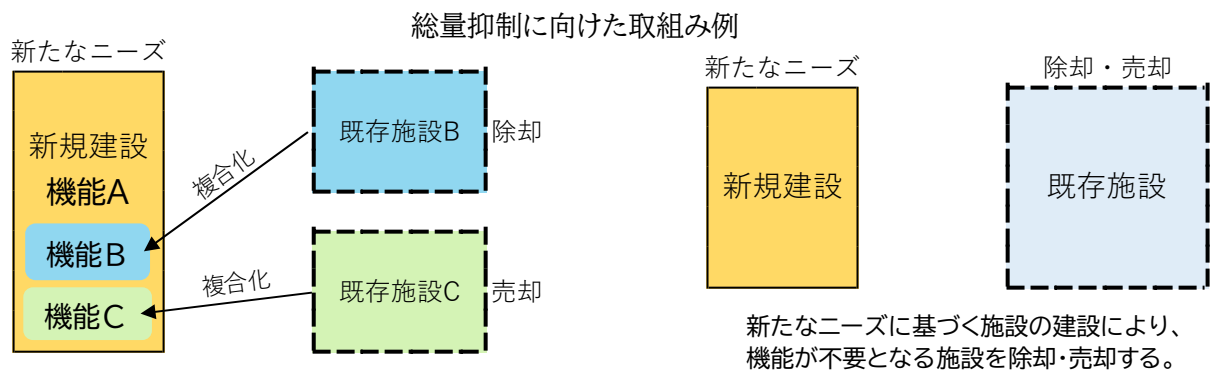 総量抑制に向けた取組み例
新たなニーズ
新規建設
機能A
機能B
機能C
複合化
複合化
既存施設B
除却
既存施設C
売却
新たなニーズ
新規建設
除却・売却
既存施設
新たなニーズに基づく施設の建設により、
機能が不要となる施設を除却・売却する。